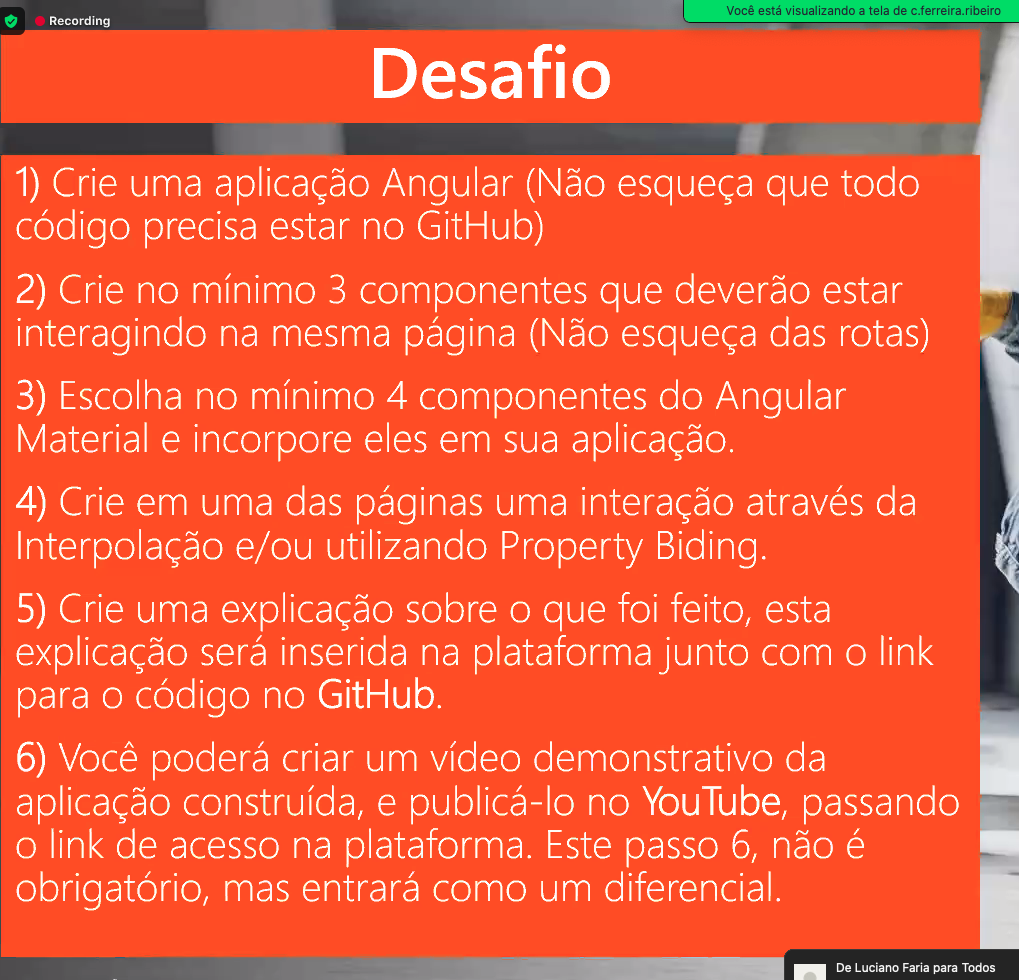 Você está visualizando a tela de c.ferreira.ribeiro
Recording
Desafio
1) Crie uma aplicação Angular (Não esqueça que todo
código precisa estar no GitHub)
2) Crie no mínimo 3 componentes que deverão estar
interagindo na mesma página (Não esqueça das rotas)
3) Escolha no mínimo 4 componentes do Angular
Material e incorpore eles em sua aplicação.
4) Crie em uma das páginas uma interação através da
Interpolação e/ou utilizando Property Biding.
5) Crie uma explicação sobre o que foi feito, esta
explicação será inserida na plataforma junto com o link
para o código no GitHub.
6) Você poderá criar um vídeo demonstrativo da
aplicação construída, e publicá-lo no YouTube, passando
o link de acesso na plataforma. Este passo 6, não é
obrigatório, mas entrará como um diferencial.
De Luciano Faria para Todos